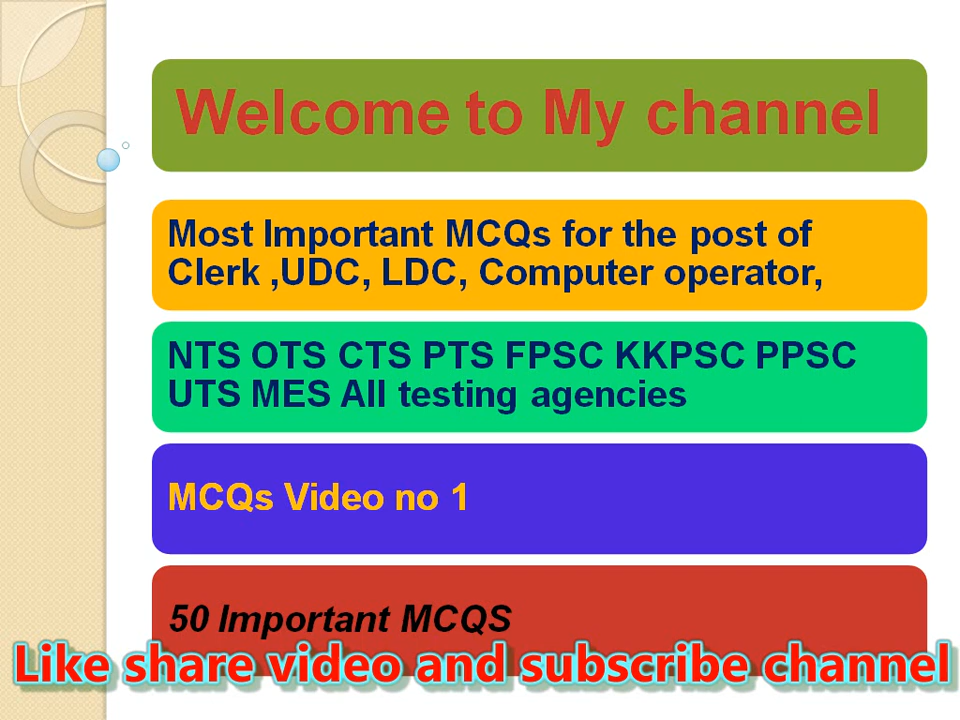 Welcome to My channel
Most Important MCQs for the post of
Clerk ,UDC, LDC, Computer operator,
NTS OTS CTS PTS FPSC KKPSC PPSC
UTS MES All testing agencies
MCQs Video no 1
50 Important MCQS
Like share video and subscribe channel